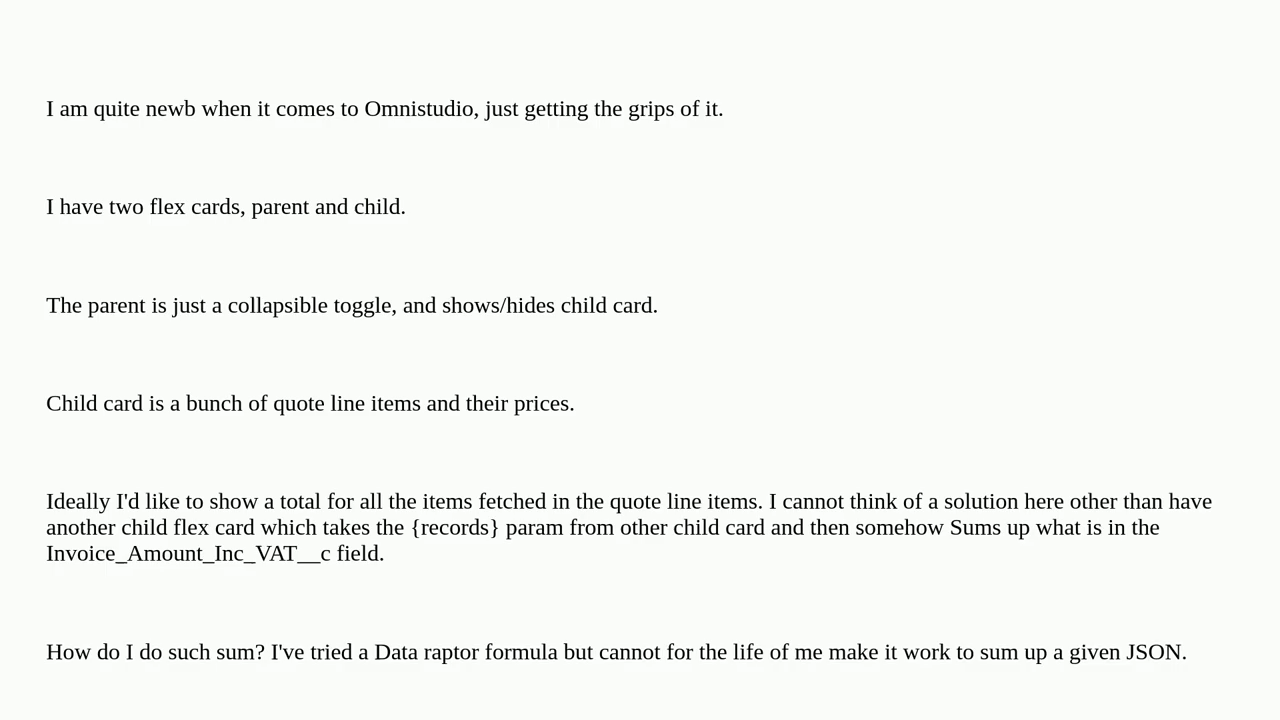 I am quite newb when it comes to Omnistudio, just getting the grips of it.
I have two flex cards, parent and child.
The parent is just a collapsible toggle, and shows/hides child card.
Child card is a bunch of quote line items and their prices.
Ideally I'd like to show a total for all the items fetched in the quote line items. I cannot think of a solution here other than have
another child flex card which takes the {records} param from other child card and then somehow Sums up what is in the
Invoice_Amount_Inc_VAT__c field.
How do I do such sum? I've tried a Data raptor formula but cannot for the life of me make it work to sum up a given JSON.